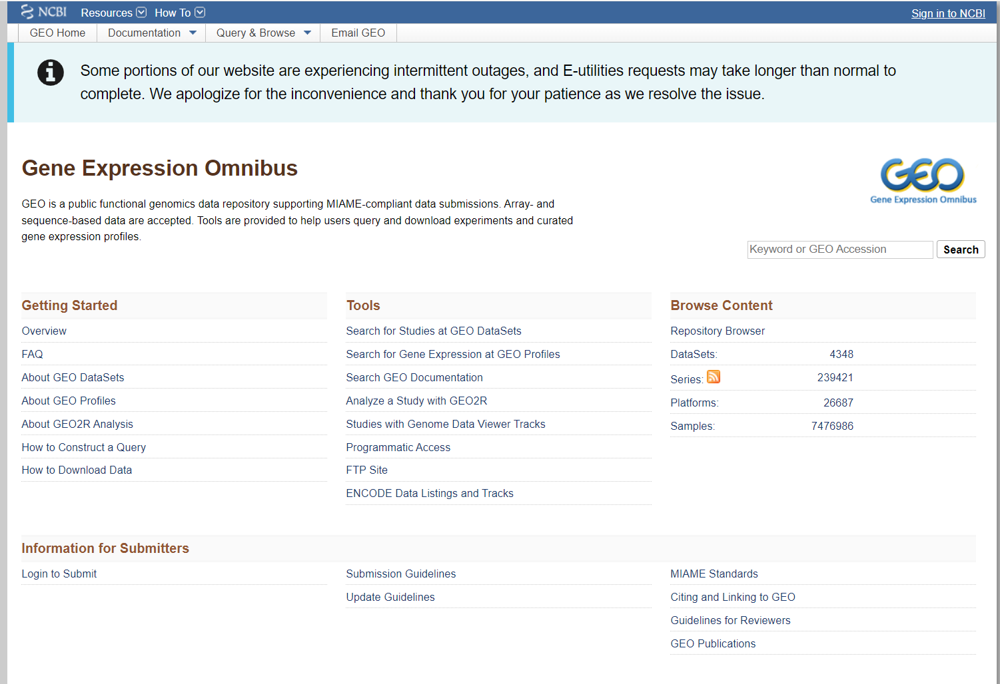 NCBI Resources How To Sign in to NCBI
GEO Home Documentation Query & Browse Email GEO
Some portions of our website are experiencing intermittent outages, and E-utilities requests may take longer than normal to
complete. We apologize for the inconvenience and thank you for your patience as we resolve the issue.
Gene Expression Omnibus
GEO
Gene Expression Omnibus
GEO is a public functional genomics data repository supporting MIAME-compliant data submissions. Array- and
sequence-based data are accepted. Tools are provided to help users query and download experiments and curated
gene expression profiles.
Keyword or GEO Accession Search
Getting Started
Overview
FAQ
About GEO DataSets
About GEO Profiles
About GEO2R Analysis
How to Construct a Query
How to Download Data
Tools
Search for Studies at GEO DataSets
Search for Gene Expression at GEO Profiles
Search GEO Documentation
Analyze a Study with GEO2R
Studies with Genome Data Viewer Tracks
Programmatic Access
FTP Site
ENCODE Data Listings and Tracks
Browse Content
Repository Browser
DataSets: 4348
Series: 239421
Platforms: 26687
Samples: 7476986
Information for Submitters
Login to Submit
Submission Guidelines
Update Guidelines
MIAME Standards
Citing and Linking to GEO
Guidelines for Reviewers
GEO Publications